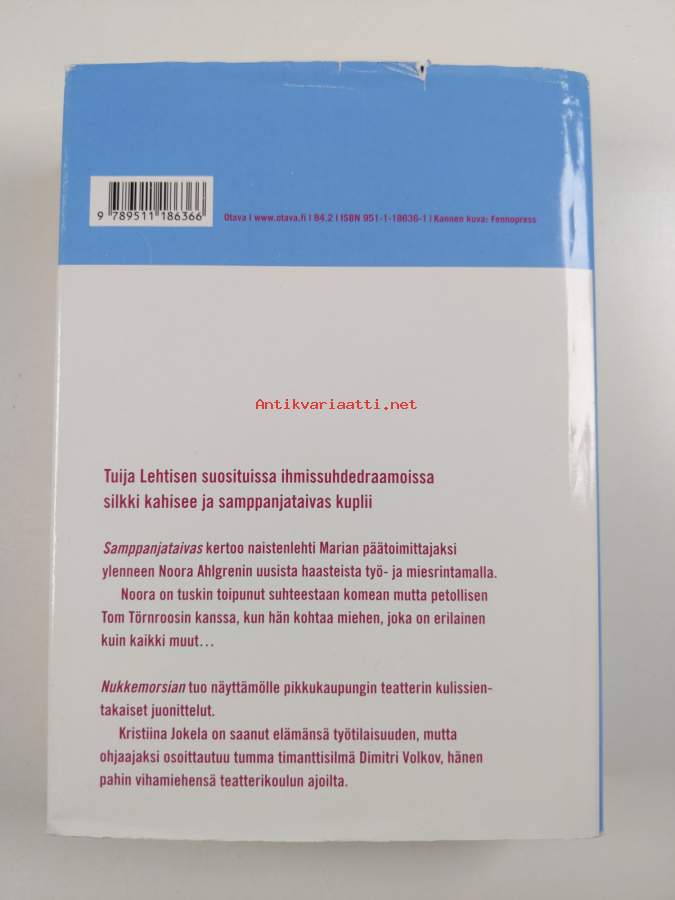 9 789511 186366
Otava | www.otava.fi | 84.2 | ISBN 951-1-18636-1 | Kannen kuva: Fennopress
Antikvariaatti.net
Tuija Lehtisen suosituissa ihmissuhdedraamoissa
silkki kahisee ja samppanjataivas kuplii
Samppanjataivas kertoo naistenlehti Marian päätoimittajaksi
ylenneen Noora Ahlgrenin uusista haasteista työ- ja miesrintamalla.
Noora on tuskin toipunut suhteestaan komean mutta petollisen
Tom Törnroosin kanssa, kun hän kohtaa miehen, joka on erilainen
kuin kaikki muut...
Nukkemorsian tuo näyttämölle pikkukaupungin teatterin kulissien-
takaiset juonittelut.
Kristiina Jokela on saanut elämänsä työtilaisuuden, mutta
ohjaajaksi osoittautuu tumma timanttisilmä Dimitri Volkov, hänen
pahin vihamiehensä teatterikoulun ajoilta.